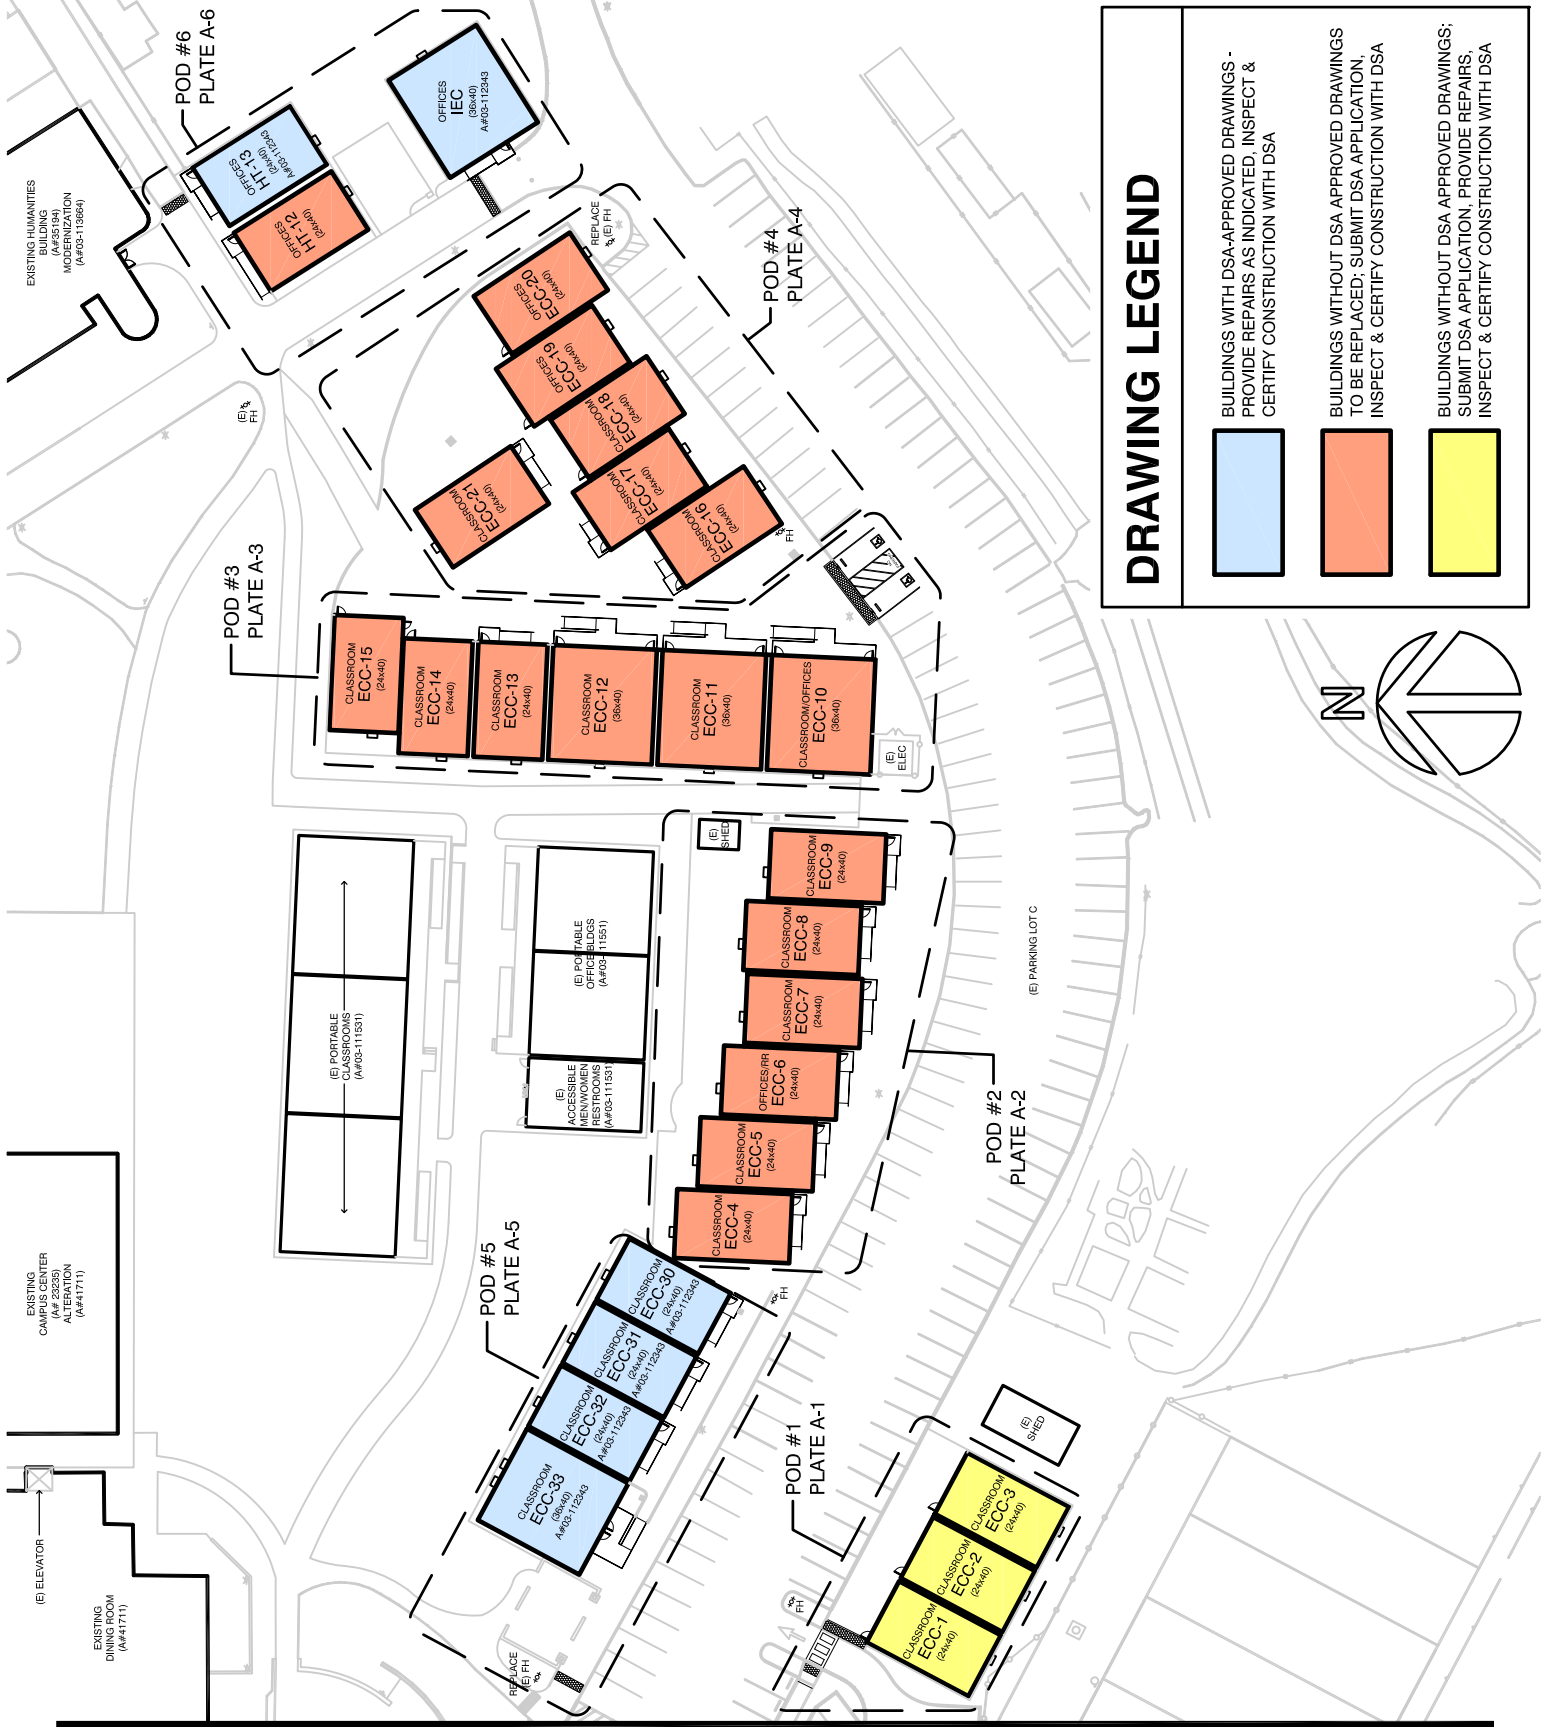 POD #6
PLATE A-6
EXISTING HUMANITIES
BUILDING
(A#35194)
MODERNIZATION
(A#03-113664)
OFFICES
HT-13
(24x40)
A#03-112343
OFFICES
HT-12
(24x40)
OFFICES
IEC
(36x40)
A#03-112343
REPLACE
(E) FH
POD #4
PLATE A-4
OFFICES
ECC-20
(24x40)
OFFICES
ECC-19
(24x40)
CLASSROOM
ECC-18
(24x40)
CLASSROOM
ECC-17
(24x40)
CLASSROOM
ECC-16
(24x40)
CLASSROOM
ECC-21
(24x40)
(E)
FH
FH
POD #3
PLATE A-3
CLASSROOM
ECC-15
(24x40)
CLASSROOM
ECC-14
(24x40)
CLASSROOM
ECC-13
(24x40)
CLASSROOM
ECC-12
(36x40)
CLASSROOM
ECC-11
(36x40)
CLASSROOM/OFFICES
ECC-10
(36x40)
(E)
ELEC
(E)
SHED
(E) PORTABLE
CLASSROOMS
(A#03-111531)
(E) PORTABLE
OFFICE BLDGS
(A#03-111551)
(E)
ACCESSIBLE
MEN/WOMEN
RESTROOMS
(A#03-111531)
CLASSROOM
ECC-9
(24x40)
CLASSROOM
ECC-8
(24x40)
CLASSROOM
ECC-7
(24x40)
OFFICES/RR
ECC-6
(24x40)
CLASSROOM
ECC-5
(24x40)
CLASSROOM
ECC-4
(24x40)
(E) PARKING LOT C
POD #2
PLATE A-2
POD #5
PLATE A-5
CLASSROOM
ECC-30
(24x40)
A#03-112343
CLASSROOM
ECC-31
(24x40)
A#03-112343
CLASSROOM
ECC-32
(24x40)
A#03-112343
CLASSROOM
ECC-33
(36x40)
A#03-112343
FH
EXISTING
CAMPUS CENTER
(A# 23235)
ALTERATION
(A#41711)
(E) ELEVATOR
EXISTING
DINING ROOM
(A#41711)
REPLACE
(E) FH
POD #1
PLATE A-1
FH
(E)
SHED
CLASSROOM
ECC-3
(24x40)
CLASSROOM
ECC-2
(24x40)
CLASSROOM
ECC-1
(24x40)
N
DRAWING LEGEND
BUILDINGS WITH DSA-APPROVED DRAWINGS -
PROVIDE REPAIRS AS INDICATED, INSPECT &
CERTIFY CONSTRUCTION WITH DSA
BUILDINGS WITHOUT DSA APPROVED DRAWINGS
TO BE REPLACED; SUBMIT DSA APPLICATION,
INSPECT & CERTIFY CONSTRUCTION WITH DSA
BUILDINGS WITHOUT DSA APPROVED DRAWINGS;
SUBMIT DSA APPLICATION, PROVIDE REPAIRS,
INSPECT & CERTIFY CONSTRUCTION WITH DSA